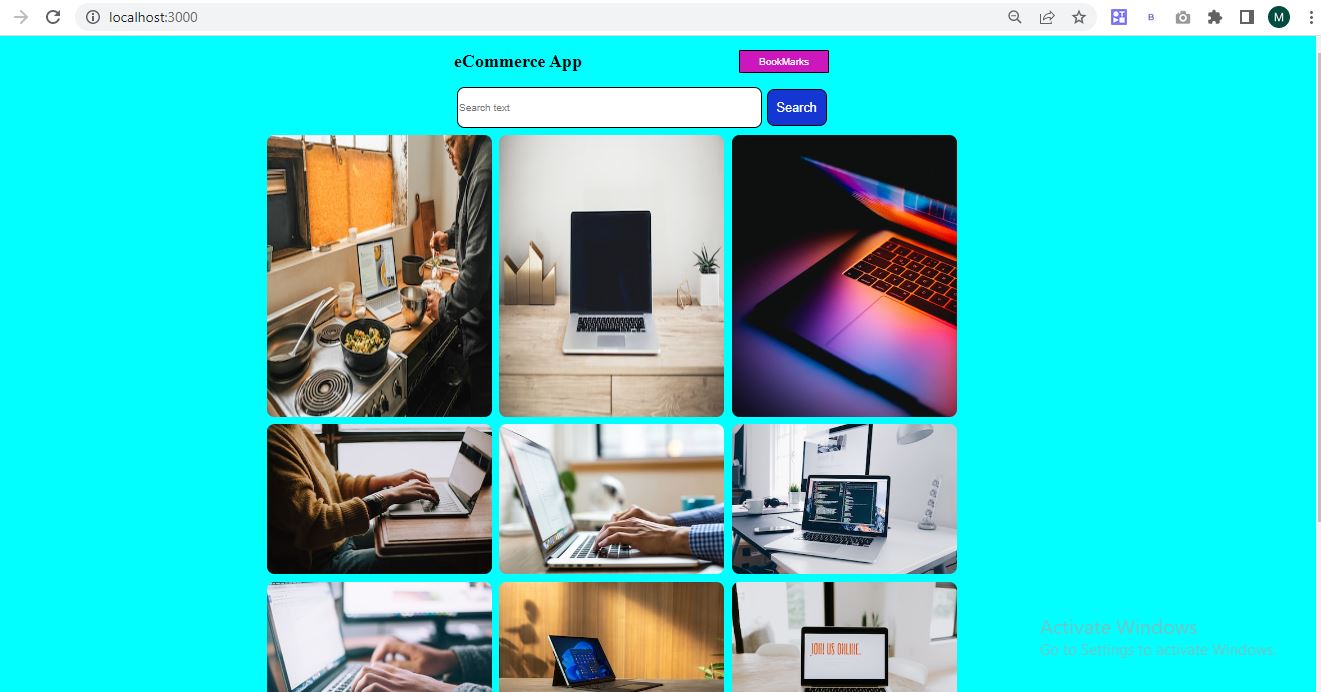 localhost:3000
B
M
eCommerce App
BookMarks
Search text
Search
JOIN US ONLINE.
Activate Windows
Go to Settings to activate Windows.